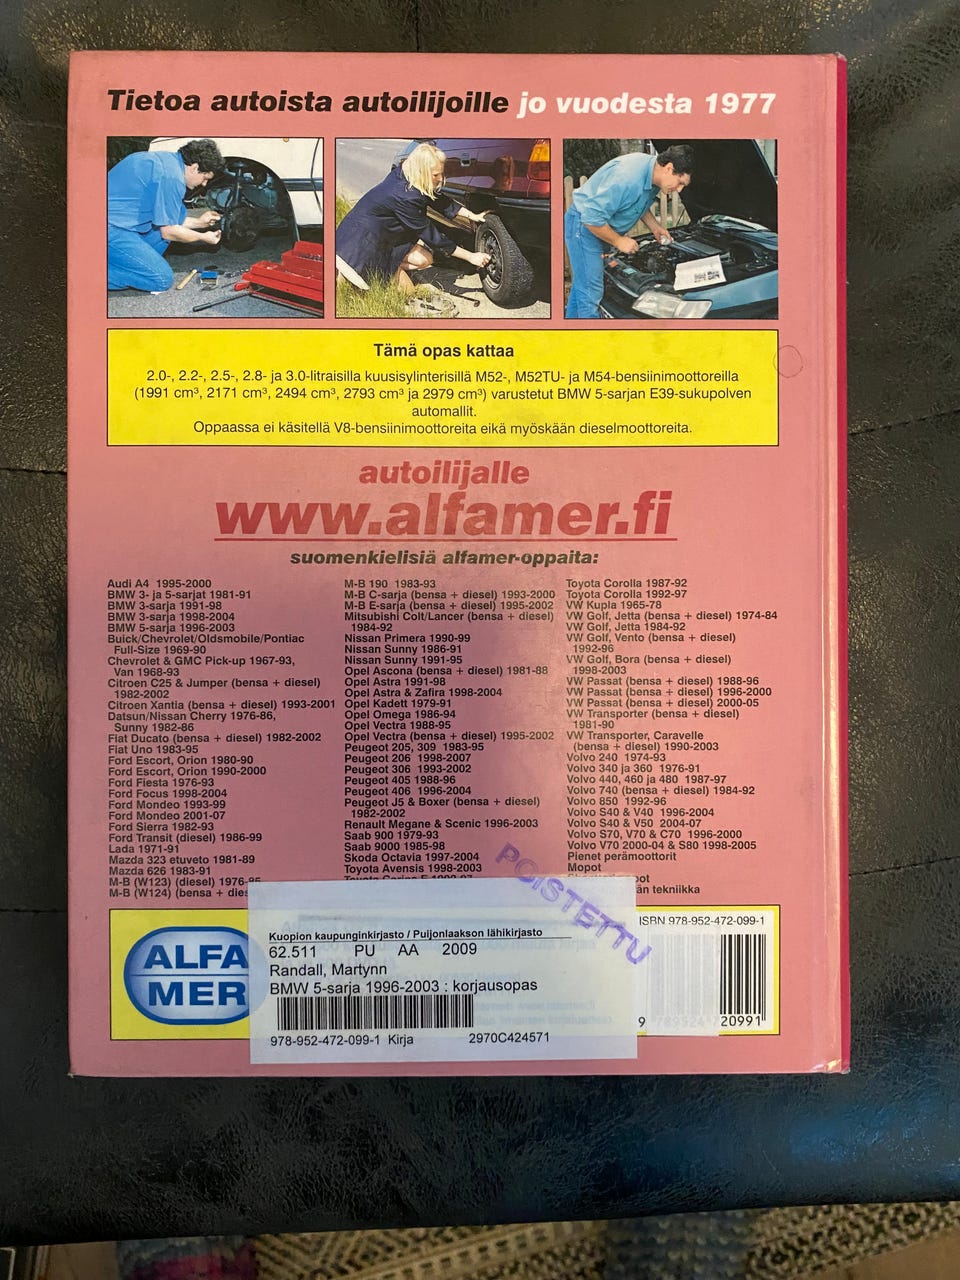 Tietoa autoista autoilijoille jo vuodesta 1977
Tämä opas kattaa
2.0-, 2.2-, 2.5-, 2.8- ja 3.0-litraisilla kuusisylinterisillä M52-, M52TU- ja M54-bensiinimoottoreilla
(1991 cm³, 2171 cm³, 2494 cm³, 2793 cm³ ja 2979 cm³) varustetut BMW 5-sarjan E39-sukupolven
automallit.
Oppaassa ei käsitellä V8-bensiinimoottoreita eikä myöskään dieselmoottoreita.
autoilijalle
www.alfamer.fi
suomenkielisiä alfamer-oppaita:
Audi A4 1995-2000
BMW 3- ja 5-sarjat 1981-91
BMW 3-sarja 1991-98
BMW 3-sarja 1998-2004
BMW 5-sarja 1996-2003
Buick/Chevrolet/Oldsmobile/Pontiac
Full-Size 1969-90
Chevrolet & GMC Pick-up 1967-93,
Van 1968-93
Citroen C25 & Jumper (bensa + diesel)
1982-2002
Citroen Xantia (bensa + diesel) 1993-2001
Datsun/Nissan Cherry 1976-86,
Sunny 1982-86
Fiat Ducato (bensa + diesel) 1982-2002
Fiat Uno 1983-95
Ford Escort, Orion 1980-90
Ford Escort, Orion 1990-2000
Ford Fiesta 1976-93
Ford Focus 1998-2004
Ford Mondeo 1993-99
Ford Mondeo 2001-07
Ford Sierra 1982-93
Ford Transit (diesel) 1986-99
Lada 1971-91
Mazda 323 etuveto 1981-89
Mazda 626 1983-91
M-B (W123) (diesel) 1976-85
M-B (W124) (bensa + dies
M-B 190 1983-93
M-B C-sarja (bensa + diesel) 1993-2000
M-B E-sarja (bensa + diesel) 1995-2002
Mitsubishi Colt/Lancer (bensa + diesel)
1984-92
Nissan Primera 1990-99
Nissan Sunny 1986-91
Nissan Sunny 1991-95
Opel Ascona (bensa + diesel) 1981-88
Opel Astra 1991-98
Opel Astra & Zafira 1998-2004
Opel Kadett 1979-91
Opel Omega 1986-94
Opel Vectra 1988-95
Opel Vectra (bensa + diesel) 1995-2002
Peugeot 205, 309 1983-95
Peugeot 206 1998-2007
Peugeot 306 1993-2002
Peugeot 405 1988-96
Peugeot 406 1996-2004
Peugeot J5 & Boxer (bensa + diesel)
1982-2002
Renault Megane & Scenic 1996-2003
Saab 900 1979-93
Saab 9000 1985-98
Skoda Octavia 1997-2004
Toyota Avensis 1998-2003
Toyota Carina E
Toyota Corolla 1987-92
Toyota Corolla 1992-97
VW Kupla 1965-78
VW Golf, Jetta (bensa + diesel) 1974-84
VW Golf, Jetta 1984-92
VW Golf, Vento (bensa + diesel)
1992-96
VW Golf, Bora (bensa + diesel)
1998-2003
VW Passat (bensa + diesel) 1988-96
VW Passat (bensa + diesel) 1996-2000
VW Passat (bensa + diesel) 2000-05
VW Transporter (bensa + diesel)
1981-90
VW Transporter, Caravelle
(bensa + diesel) 1990-2003
Volvo 240 1974-93
Volvo 340 ja 360 1976-91
Volvo 440, 460 ja 480 1987-97
Volvo 740 (bensa + diesel) 1984-92
Volvo 850 1992-96
Volvo S40 & V40 1996-2004
Volvo S40 & V50 2004-07
Volvo S70, V70 & C70 1996-2000
Volvo V70 2000-04 & S80 1998-2005
Pienet perämoottorit
Mopot
än tekniikka
POISTETTU
ALFA
MER
ISBN 978-952-472-099-1
Kuopion kaupunginkirjasto / Puijonlaakson lähikirjasto
62.511 PU AA 2009
Randall, Martynn
BMW 5-sarja 1996-2003 : korjausopas
978-952-472-099-1 Kirja 2970C424571
9 789524 720991